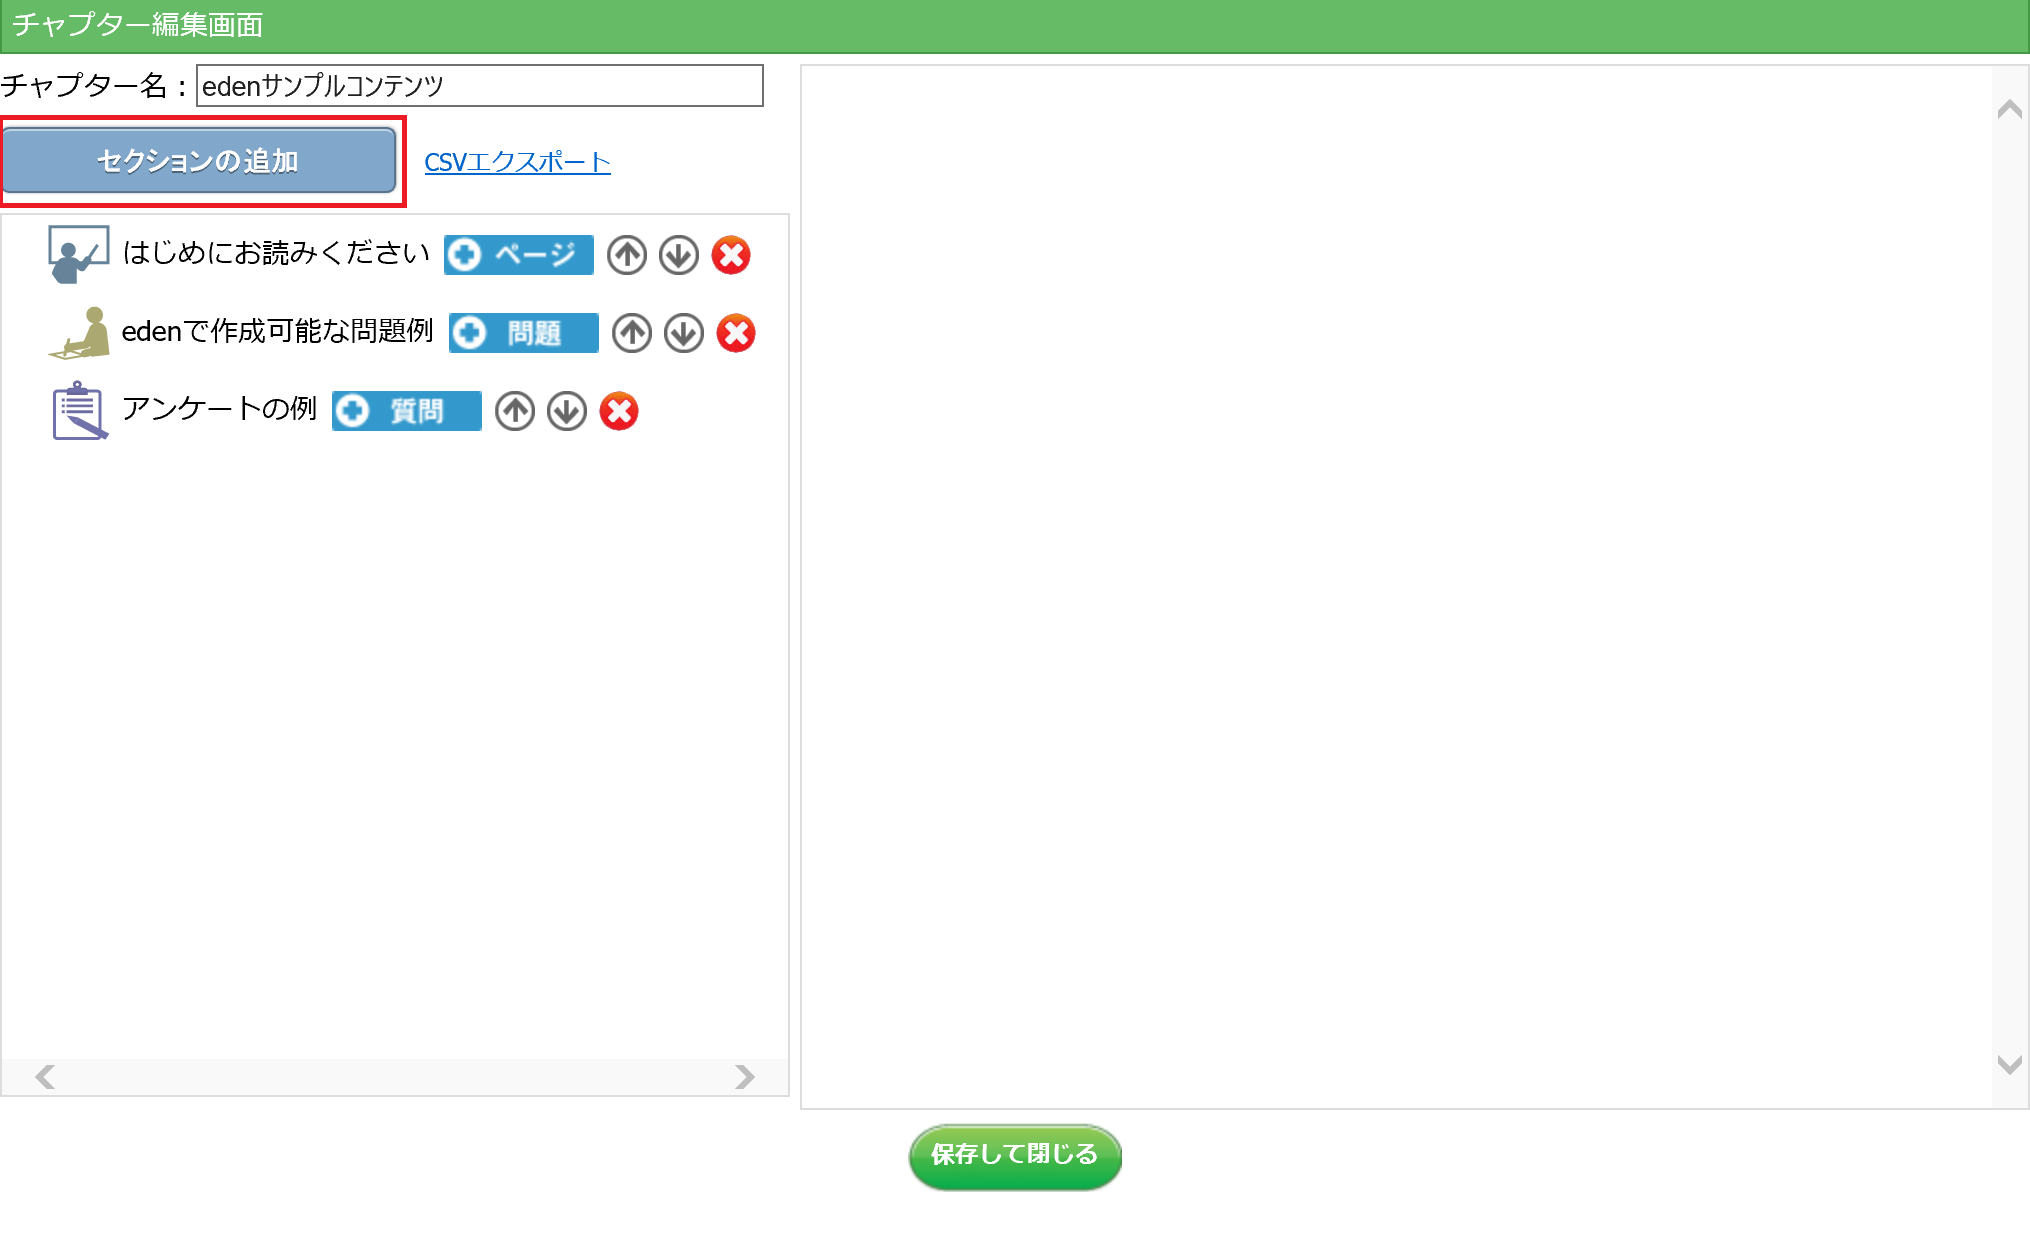 チャプター編集画面
チャプター名：edenサンプルコンテンツ
セクションの追加 CSVエクスポート
はじめにお読みください ページ
edenで作成可能な問題例 問題
アンケートの例 質問
保存して閉じる